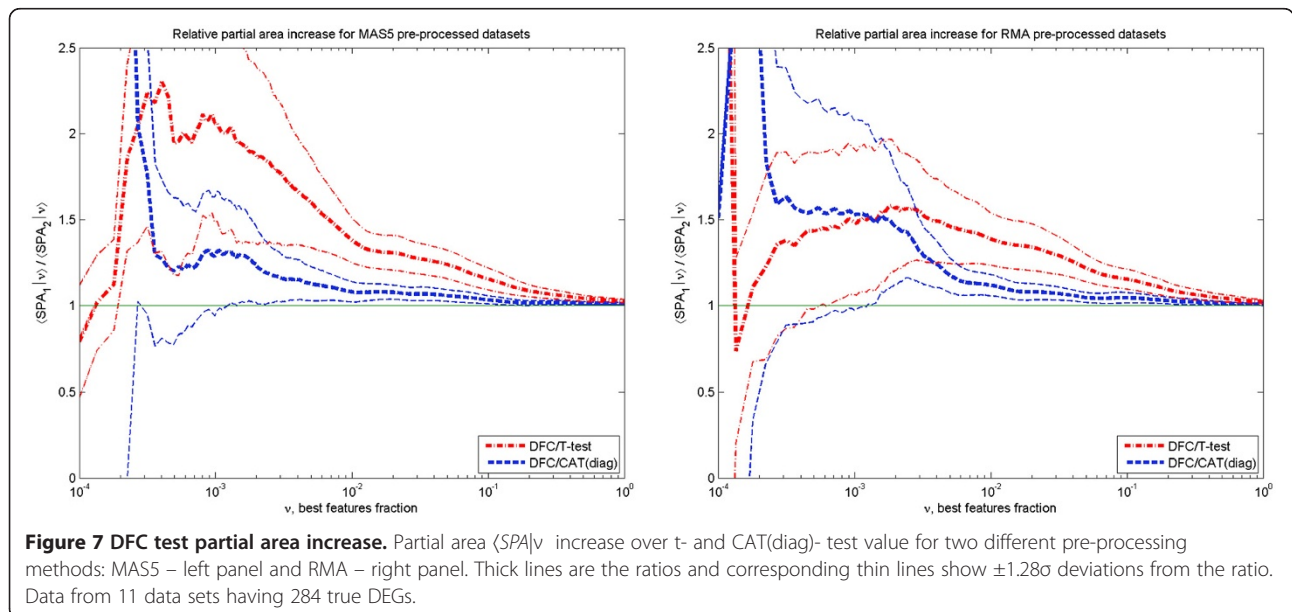 Relative partial area increase for MAS5 pre-processed datasets
2.5
2
1.5
1
0.5
0
⟨SPA₁|ν⟩ / ⟨SPA₂|ν⟩
10⁻⁴ 10⁻³ 10⁻² 10⁻¹ 10⁰
ν, best features fraction
DFC/T-test
DFC/CAT(diag)
Relative partial area increase for RMA pre-processed datasets
2.5
2
1.5
1
0.5
0
⟨SPA₁|ν⟩ / ⟨SPA₂|ν⟩
10⁻⁴ 10⁻³ 10⁻² 10⁻¹ 10⁰
ν, best features fraction
DFC/T-test
DFC/CAT(diag)
Figure 7 DFC test partial area increase. Partial area ⟨SPA|ν increase over t- and CAT(diag)- test value for two different pre-processing
methods: MAS5 – left panel and RMA – right panel. Thick lines are the ratios and corresponding thin lines show ±1.28σ deviations from the ratio.
Data from 11 data sets having 284 true DEGs.